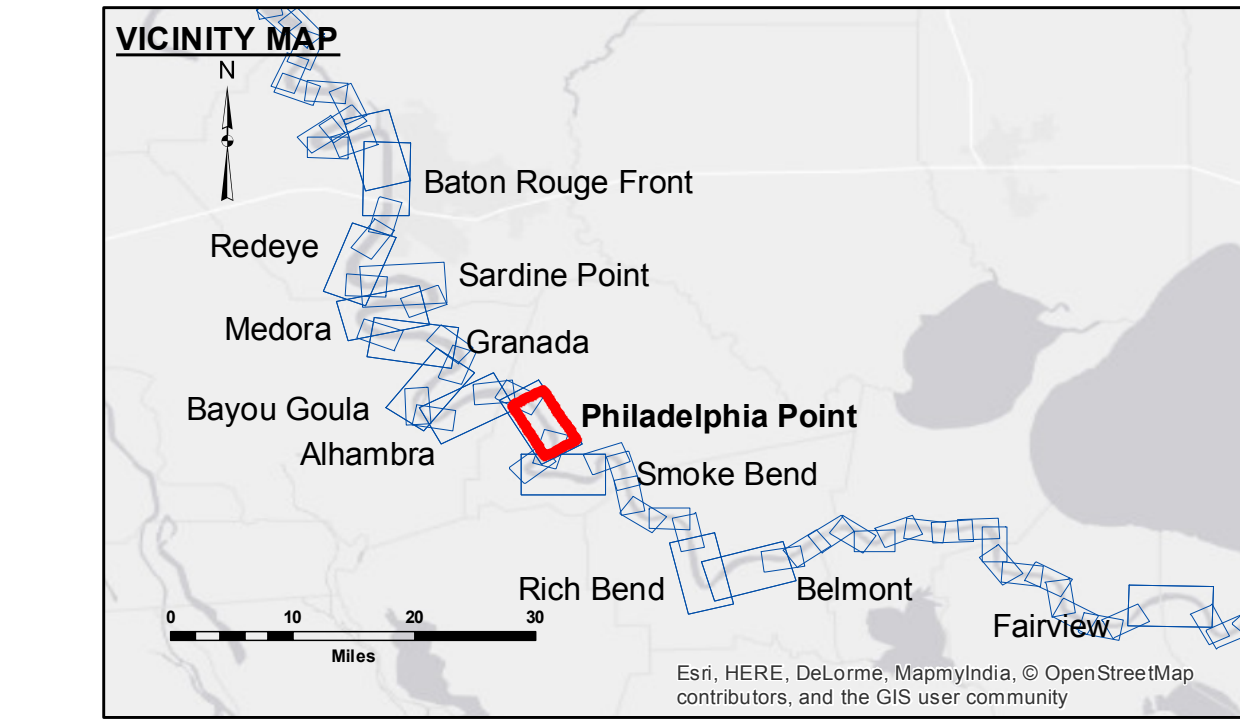 VICINITY MAP
N
Baton Rouge Front
Redeye
Sardine Point
Medora
Granada
Bayou Goula
Philadelphia Point
Alhambra
Smoke Bend
Rich Bend
Belmont
Fairview
0 10 20 30
Miles
Esri, HERE, DeLorme, MapmyIndia, © OpenStreetMap
contributors, and the GIS user community